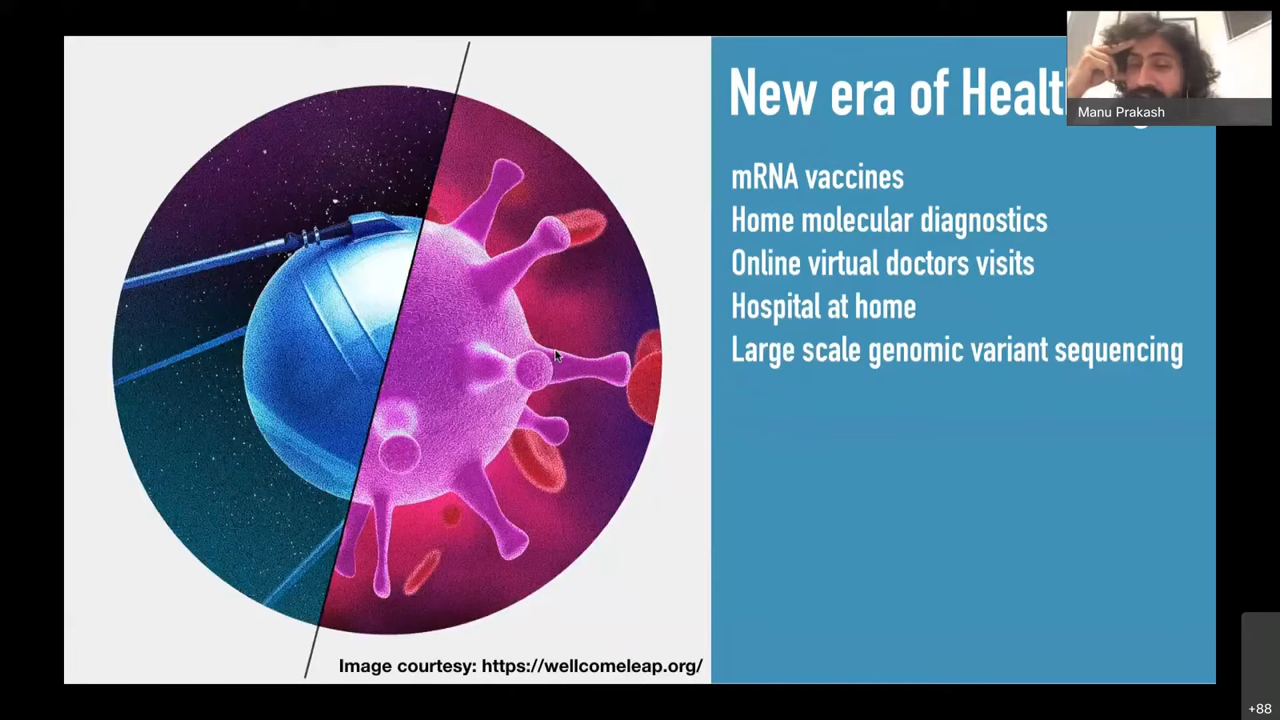 New era of Healt
Manu Prakash
mRNA vaccines
Home molecular diagnostics
Online virtual doctors visits
Hospital at home
Large scale genomic variant sequencing
Image courtesy: https://wellcomeleap.org/
+88